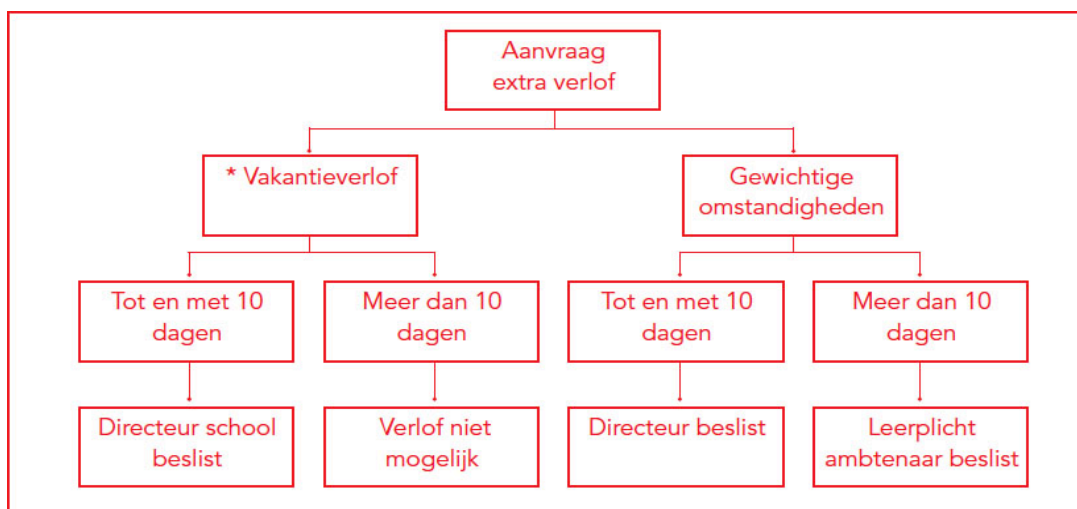 Aanvraag
extra verlof
* Vakantieverlof
Gewichtige
omstandigheden
Tot en met 10
dagen
Meer dan 10
dagen
Tot en met 10
dagen
Meer dan 10
dagen
Directeur school
beslist
Verlof niet
mogelijk
Directeur beslist
Leerplicht
ambtenaar beslist